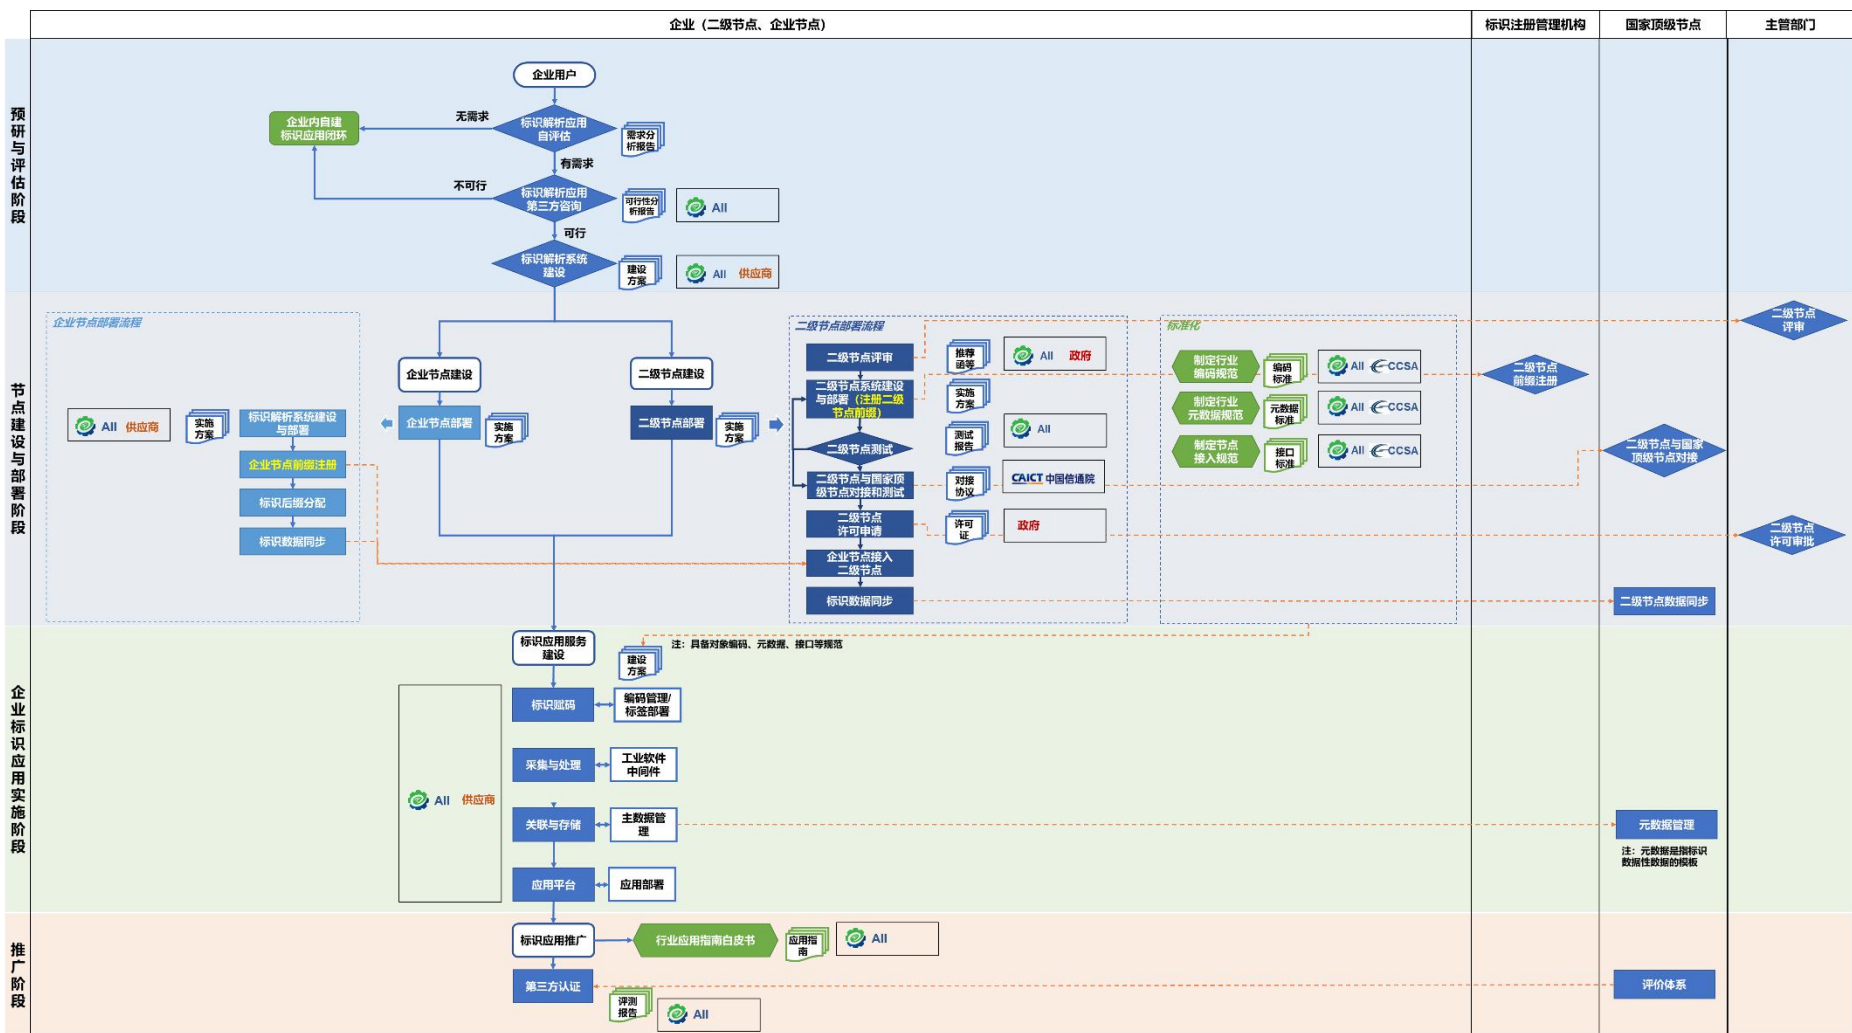 企业（二级节点、企业节点）
标识注册管理机构
国家顶级节点
主管部门
预研与评估阶段
企业用户
标识解析应用
自评估
无需求
企业内自建
标识应用闭环
需求分
析报告
有需求
不可行
标识解析应用
第三方咨询
可行性分
析报告
AII
可行
标识解析系统
建设
建设
方案
AII 供应商
节点建设与部署阶段
企业节点部署流程
AII 供应商
实施
方案
标识解析系统建设
与部署
企业节点前缀注册
标识后缀分配
标识数据同步
企业节点建设
企业节点部署
实施
方案
二级节点建设
二级节点部署
实施
方案
二级节点部署流程
二级节点评审
推荐
函等
AII 政府
二级节点系统建设
与部署（注册二级
节点前缀）
实施
方案
二级节点测试
测试
报告
AII
二级节点与国家顶
级节点对接和测试
对接
协议
CAICT 中国信通院
二级节点
许可申请
许可
证
政府
企业节点接入
二级节点
标识数据同步
标准化
制定行业
编码规范
编码
标准
AII CCSA
制定行业
元数据规范
元数据
标准
AII CCSA
制定节点
接入规范
接口
标准
AII CCSA
二级节点
评审
二级节点
前缀注册
二级节点与国家
顶级节点对接
二级节点
许可审批
二级节点数据同步
企业标识应用实施阶段
标识应用服务
建设
建设
方案
注：具备对象编码、元数据、接口等规范
标识赋码
编码管理/
标签部署
采集与处理
工业软件
中间件
AII 供应商
关联与存储
主数据管
理
元数据管理
注：元数据是指标识
数据性数据的模板
应用平台
应用部署
推广阶段
标识应用推广
行业应用指南白皮书
应用指
南
AII
第三方认证
评测
报告
AII
评价体系